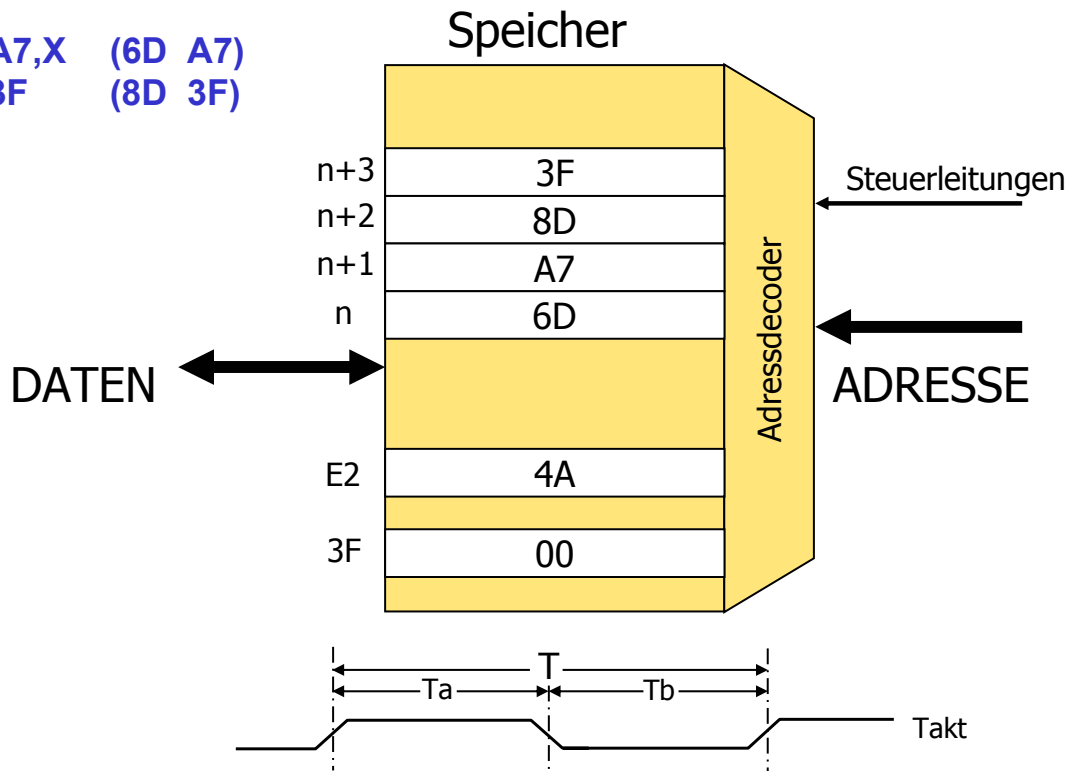 Speicher
A7,X (6D A7)
3F (8D 3F)
n+3 3F
n+2 8D
n+1 A7
n 6D
Steuerleitungen
Adressdecoder
DATEN
ADRESSE
E2 4A
3F 00
T
Ta Tb
Takt